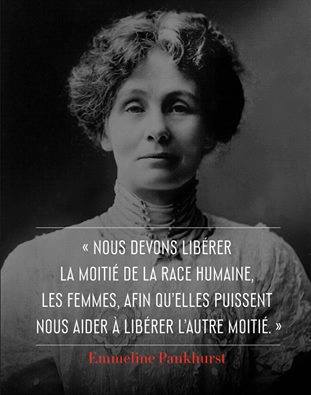 « NOUS DEVONS LIBÉRER
LA MOITIÉ DE LA RACE HUMAINE,
LES FEMMES, AFIN QU'ELLES PUISSENT
NOUS AIDER À LIBÉRER L'AUTRE MOITIÉ. »
Emmeline Pankhurst